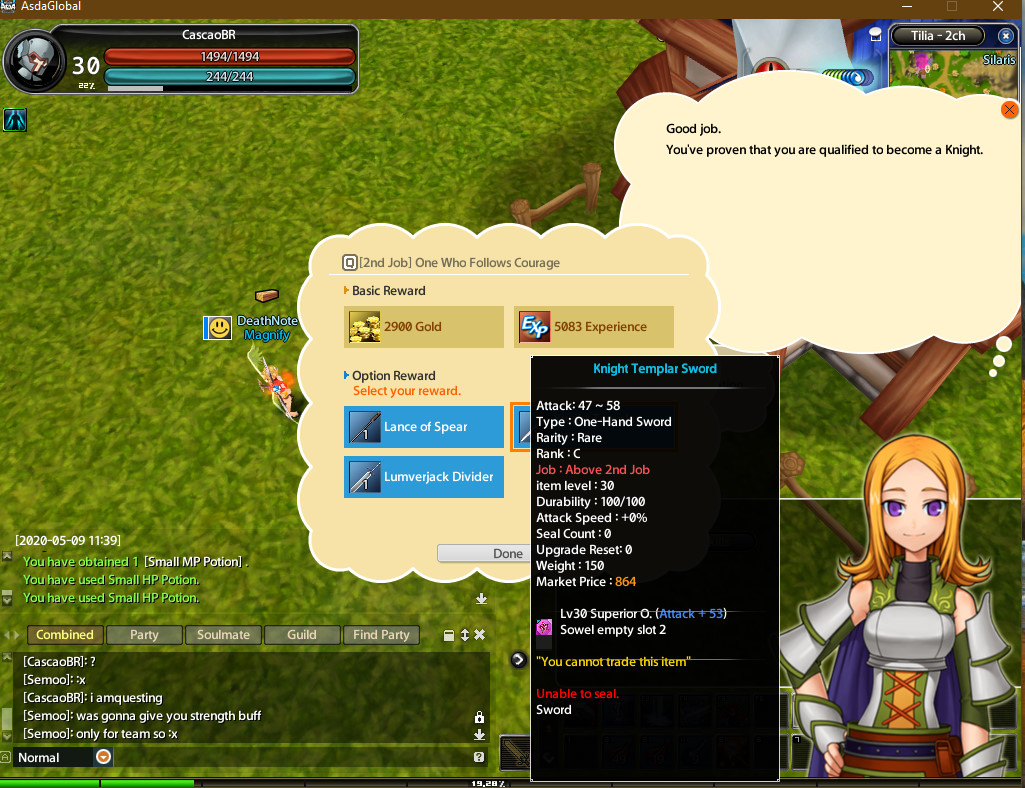 AsdaGlobal
CascaoBR
30
22%
1494/1494
244/244
Tilia - 2ch
Silaris
Good job.
You've proven that you are qualified to become a Knight.
[2nd Job] One Who Follows Courage
Basic Reward
2900 Gold
EXP
5083 Experience
DeathNote
Magnify
Option Reward
Select your reward.
1
Lance of Spear
1
Lumverjack Divider
Done
Knight Templar Sword
Attack: 47 ~ 58
Type : One-Hand Sword
Rarity : Rare
Rank : C
Job : Above 2nd Job
item level : 30
Durability : 100/100
Attack Speed : +0%
Seal Count : 0
Upgrade Reset: 0
Weight : 150
Market Price : 864
Lv30 Superior O. (Attack + 53)
Sowel empty slot 2
"You cannot trade this item"
Unable to seal.
Sword
[2020-05-09 11:39]
You have obtained 1 [Small MP Potion] .
You have used Small HP Potion.
You have used Small HP Potion.
Combined
Party
Soulmate
Guild
Find Party
[CascaoBR]: ?
[Semoo]: :x
[CascaoBR]: i amquesting
[Semoo]: was gonna give you strength buff
[Semoo]: only for team so :x
Normal
19,28%